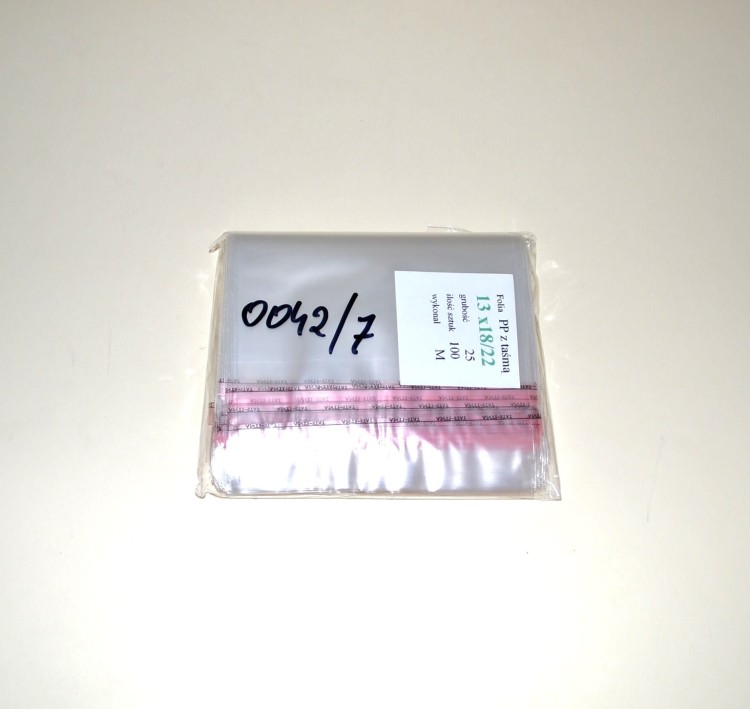 0042/7
Folia PP z taśmą
13 x18/22
grubość 25
ilość sztuk 100
wykonał M